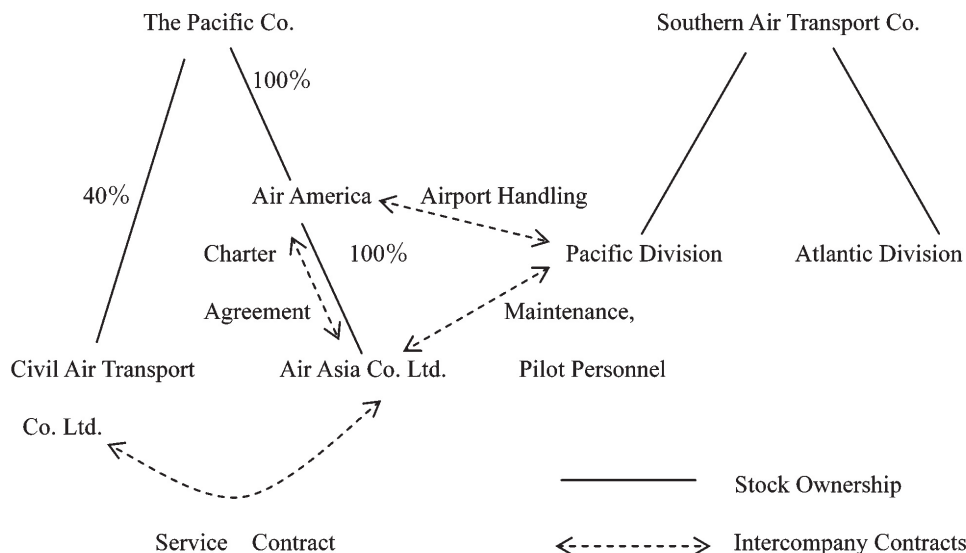 The Pacific Co.
Southern Air Transport Co.
100%
40%
Air America
Airport Handling
Charter
100%
Pacific Division
Atlantic Division
Agreement
Maintenance,
Civil Air Transport
Air Asia Co. Ltd.
Pilot Personnel
Co. Ltd.
Stock Ownership
Service Contract
Intercompany Contracts